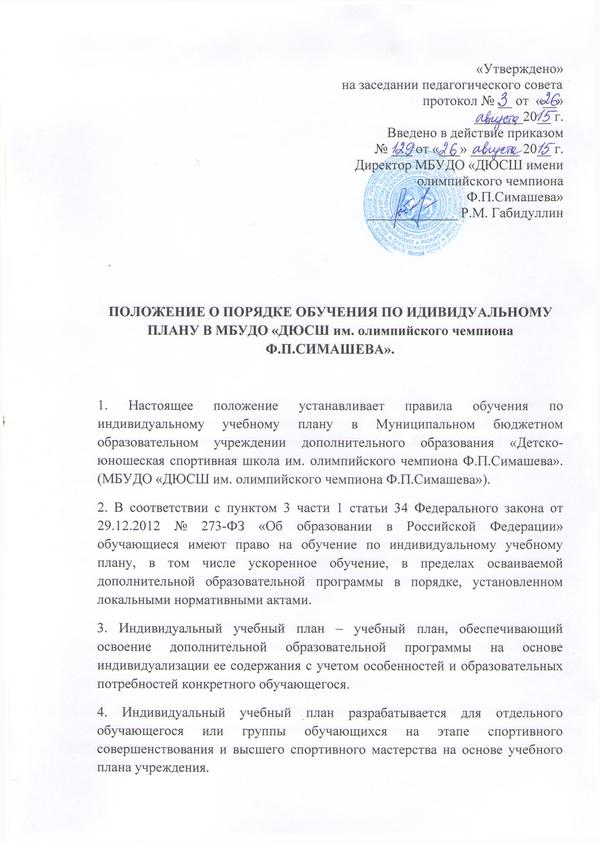 «Утверждено»
на заседании педагогического совета
протокол № 3 от «26»
августа 2015 г.
Введено в действие приказом
№ 129 от «26» августа 2015 г.
Директор МБУДО «ДЮСШ имени
олимпийского чемпиона
Ф.П.Симашева»
Р.М. Габидуллин
ПОЛОЖЕНИЕ О ПОРЯДКЕ ОБУЧЕНИЯ ПО ИДИВИДУАЛЬНОМУ
ПЛАНУ В МБУДО «ДЮСШ им. олимпийского чемпиона
Ф.П.СИМАШЕВА».
1. Настоящее положение устанавливает правила обучения по
индивидуальному учебному плану в Муниципальном бюджетном
образовательном учреждении дополнительного образования «Детско-
юношеская спортивная школа им. олимпийского чемпиона Ф.П.Симашева».
(МБУДО «ДЮСШ им. олимпийского чемпиона Ф.П.Симашева»).
2. В соответствии с пунктом 3 части 1 статьи 34 Федерального закона от
29.12.2012 № 273-ФЗ «Об образовании в Российской Федерации»
обучающиеся имеют право на обучение по индивидуальному учебному
плану, в том числе ускоренное обучение, в пределах осваиваемой
дополнительной образовательной программы в порядке, установленном
локальными нормативными актами.
3. Индивидуальный учебный план – учебный план, обеспечивающий
освоение дополнительной образовательной программы на основе
индивидуализации ее содержания с учетом особенностей и образовательных
потребностей конкретного обучающегося.
4. Индивидуальный учебный план разрабатывается для отдельного
обучающегося или группы обучающихся на этапе спортивного
совершенствования и высшего спортивного мастерства на основе учебного
плана учреждения.